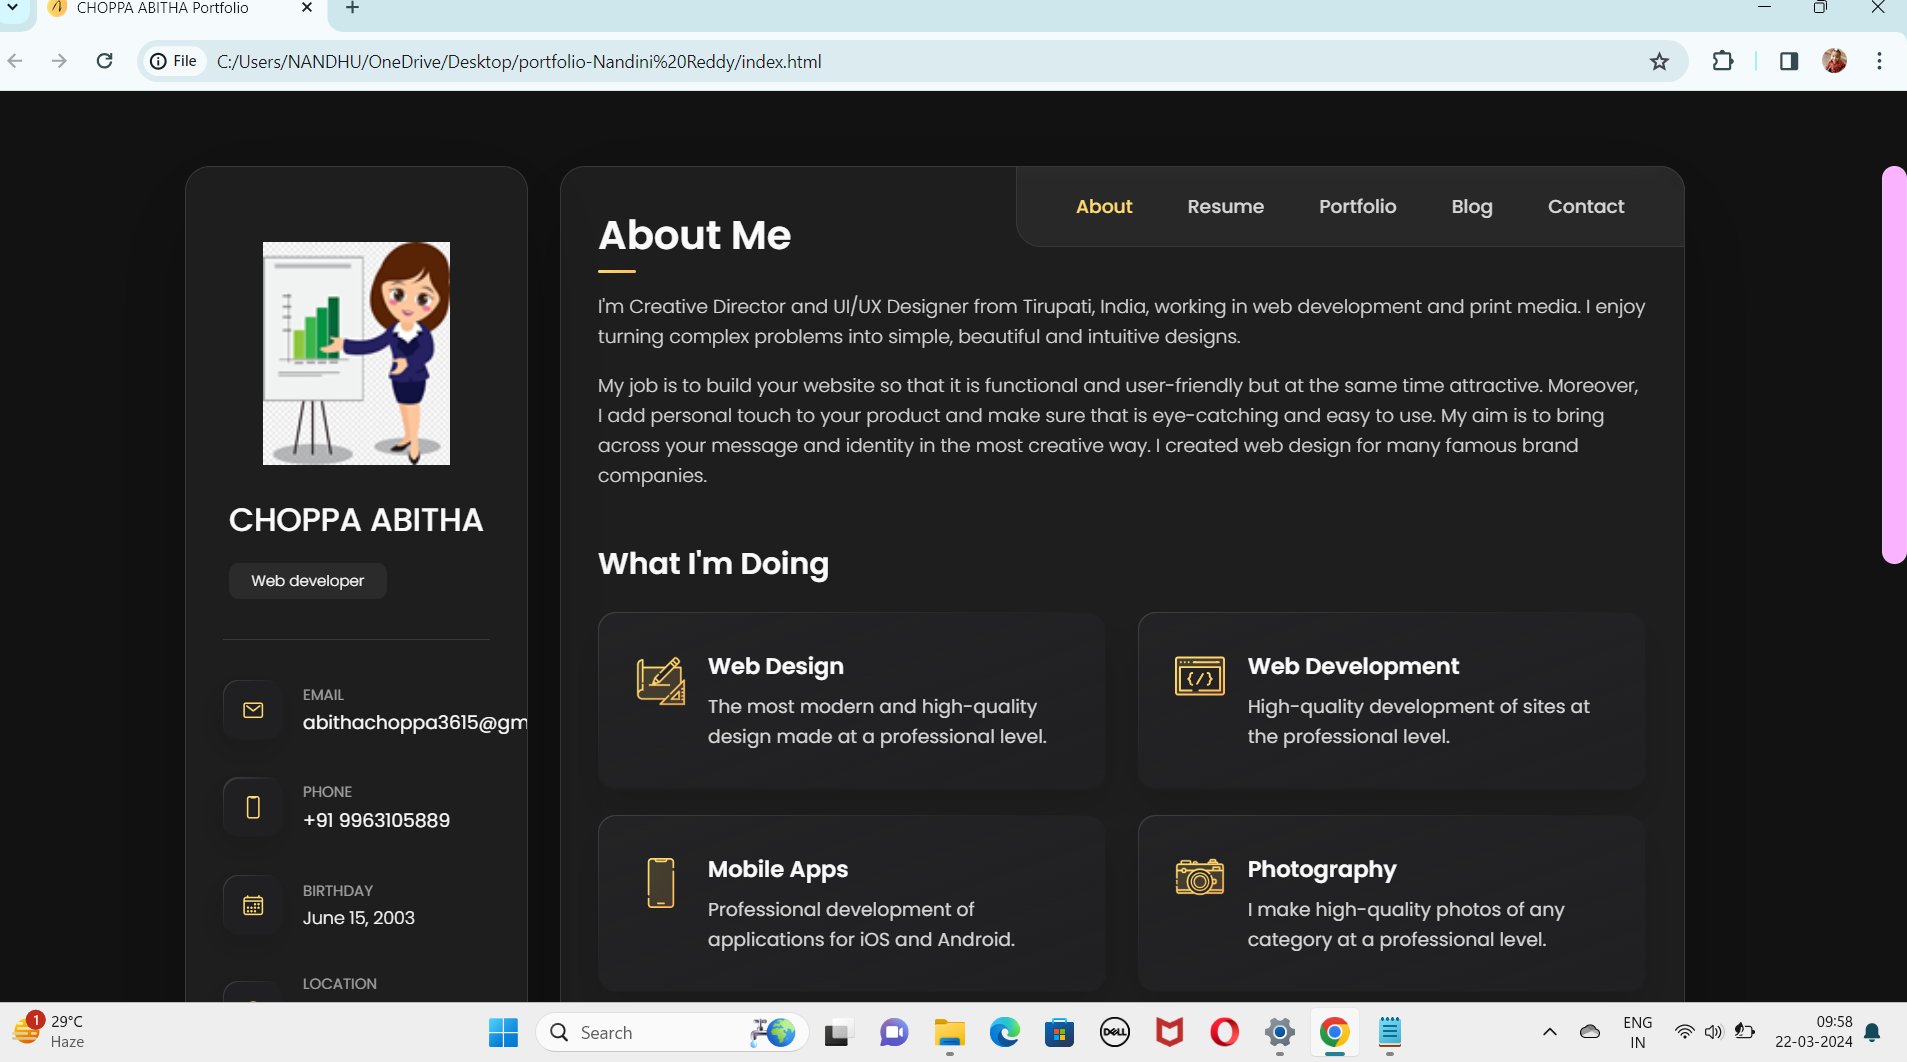 CHOPPA ABITHA Portfolio
File
C:/Users/NANDHU/OneDrive/Desktop/portfolio-Nandini%20Reddy/index.html
About Resume Portfolio Blog Contact
CHOPPA ABITHA
Web developer
EMAIL
abithachoppa3615@gm
PHONE
+91 9963105889
BIRTHDAY
June 15, 2003
LOCATION
About Me
I'm Creative Director and UI/UX Designer from Tirupati, India, working in web development and print media. I enjoy
turning complex problems into simple, beautiful and intuitive designs.
My job is to build your website so that it is functional and user-friendly but at the same time attractive. Moreover,
I add personal touch to your product and make sure that is eye-catching and easy to use. My aim is to bring
across your message and identity in the most creative way. I created web design for many famous brand
companies.
What I'm Doing
Web Design
The most modern and high-quality
design made at a professional level.
Web Development
High-quality development of sites at
the professional level.
Mobile Apps
Professional development of
applications for iOS and Android.
Photography
I make high-quality photos of any
category at a professional level.
1
29°C
Haze
Search
DELL
ENG
IN
09:58
22-03-2024